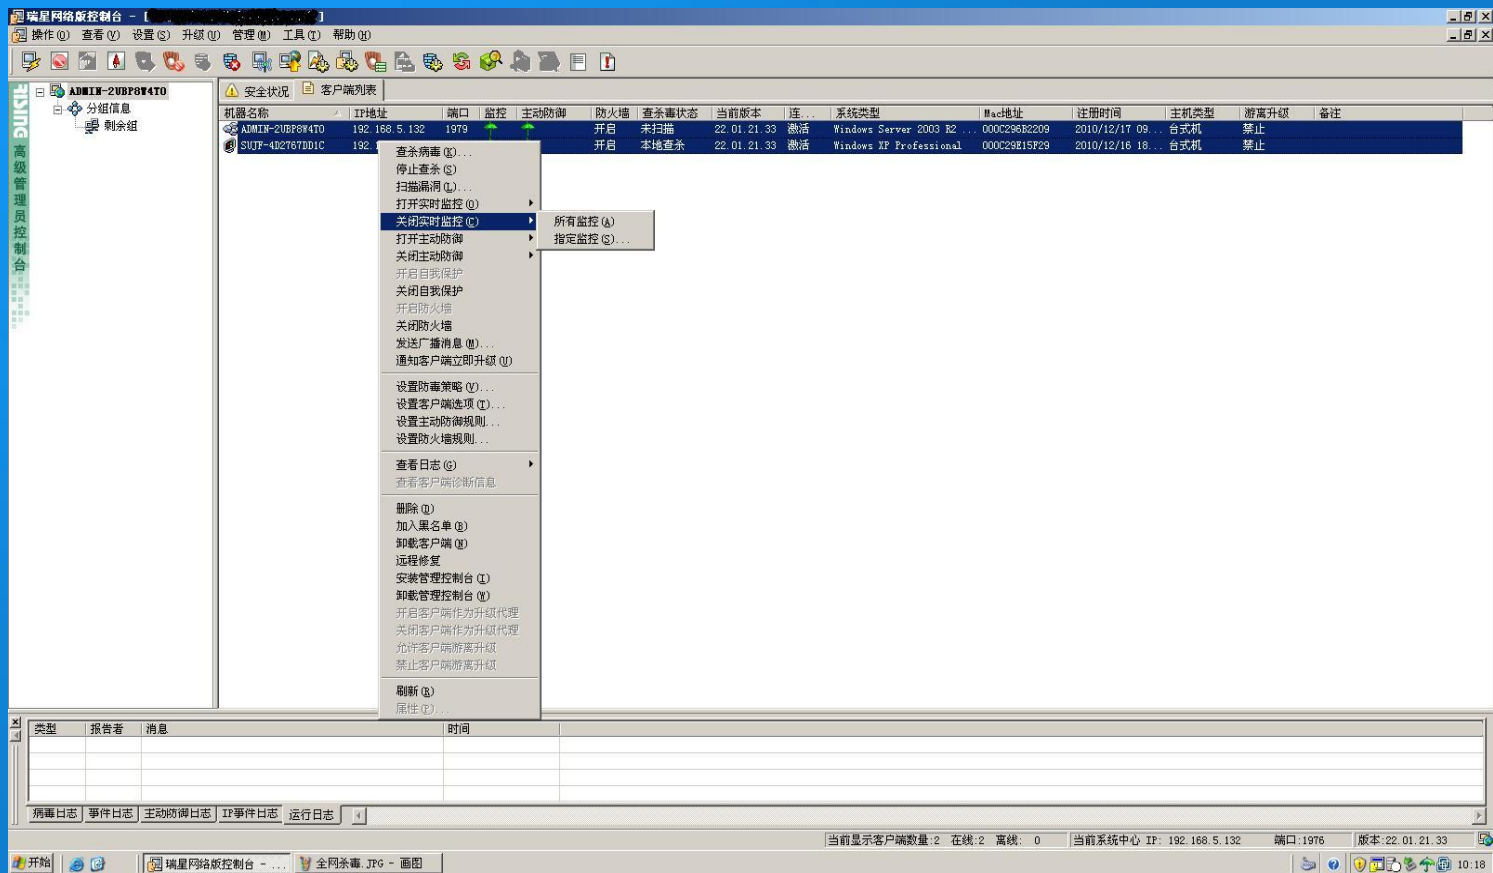 瑞星网络版控制台 - [ ]
操作(O) 查看(V) 设置(S) 升级(U) 管理(M) 工具(T) 帮助(H)
RISING 高级管理员控制台
ADMIN-2UBP8W4TO
分组信息
剩余组
安全状况 客户端列表
机器名称 IP地址 端口 监控 主动防御 防火墙 查杀毒状态 当前版本 连... 系统类型 Mac地址 注册时间 主机类型 游离升级 备注
ADMIN-2UBP8W4TO 192.168.5.132 1979 开启 未扫描 22.01.21.33 激活 Windows Server 2003 R2 ... 000C296B2209 2010/12/17 09... 台式机 禁止
SUJF-4D2767DD1C 192. 开启 本地查杀 22.01.21.33 激活 Windows XP Professional 000C29E15F29 2010/12/16 18... 台式机 禁止
查杀病毒(K)...
停止查杀(S)
扫描漏洞(L)...
打开实时监控(O)
关闭实时监控(C)
所有监控(A)
指定监控(S)...
打开主动防御
关闭主动防御
开启自我保护
关闭自我保护
开启防火墙
关闭防火墙
发送广播消息(M)...
通知客户端立即升级(U)
设置防毒策略(V)...
设置客户端选项(T)...
设置主动防御规则...
设置防火墙规则...
查看日志(G)
查看客户端诊断信息
删除(D)
加入黑名单(B)
卸载客户端(N)
远程修复
安装管理控制台(I)
卸载管理控制台(W)
开启客户端作为升级代理
关闭客户端作为升级代理
允许客户端游离升级
禁止客户端游离升级
刷新(R)
属性(P)...
类型 报告者 消息 时间
病毒日志 事件日志 主动防御日志 IP事件日志 运行日志
当前显示客户端数量:2 在线:2 离线: 0 当前系统中心 IP: 192.168.5.132 端口:1976 版本:22.01.21.33
开始 瑞星网络版控制台 - ... 全网杀毒.JPG - 画图 10:18